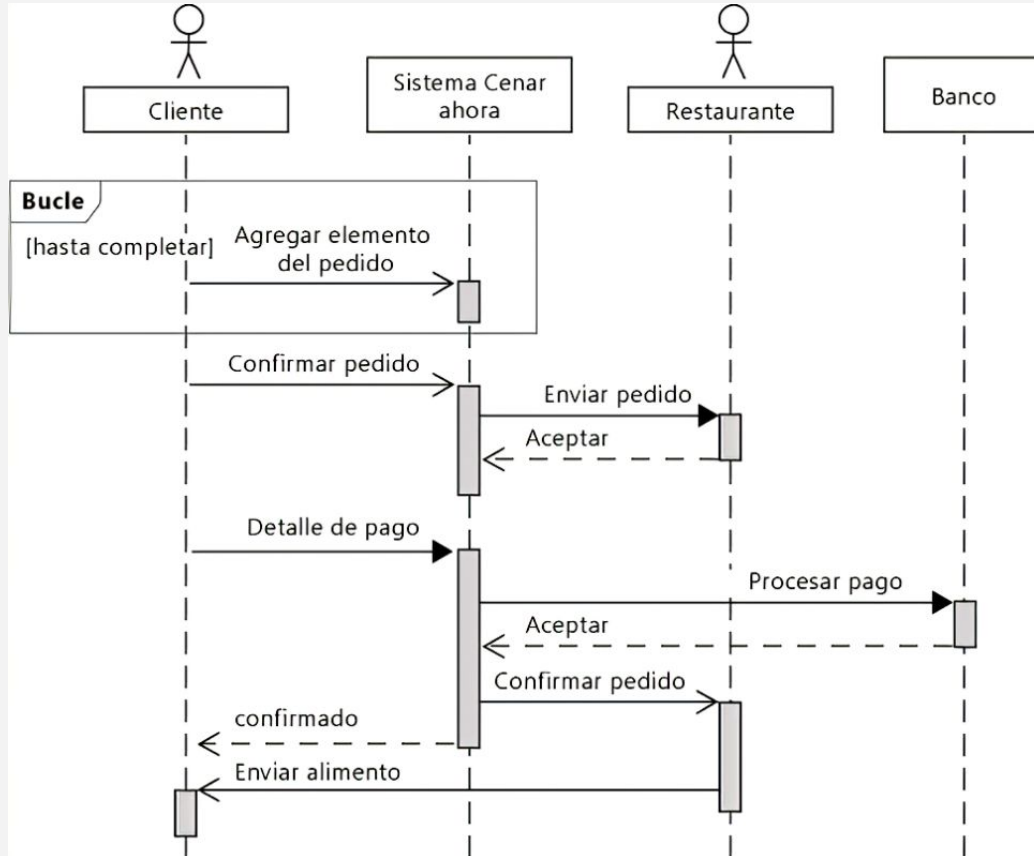 Cliente
Sistema Cenar
ahora
Restaurante
Banco
Bucle
[hasta completar]
Agregar elemento
del pedido
Confirmar pedido
Enviar pedido
Aceptar
Detalle de pago
Procesar pago
Aceptar
Confirmar pedido
confirmado
Enviar alimento